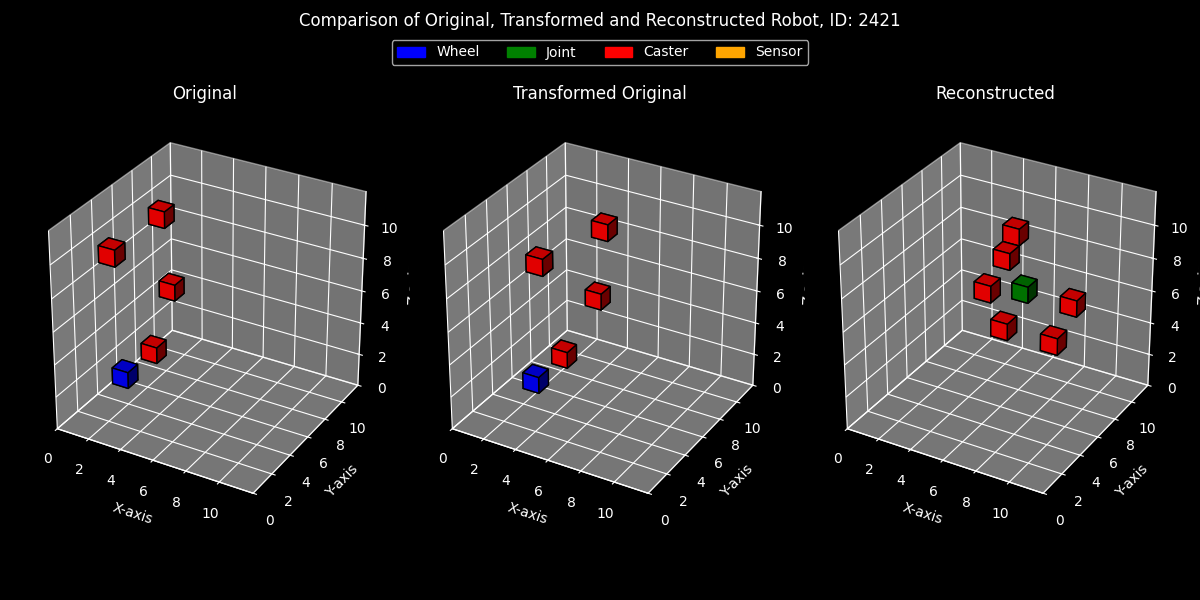 Comparison of Original, Transformed and Reconstructed Robot, ID: 2421
Wheel Joint Caster Sensor
Original Transformed Original Reconstructed
10 10 10
8 8 8
6 6 6
4 4 4
2 2 2
0 0 0
0 2 4 6 8 10
X-axis
0 2 4 6 8 10
Y-axis
0 2 4 6 8 10
X-axis
0 2 4 6 8 10
Y-axis
0 2 4 6 8 10
X-axis
0 2 4 6 8 10
Y-axis